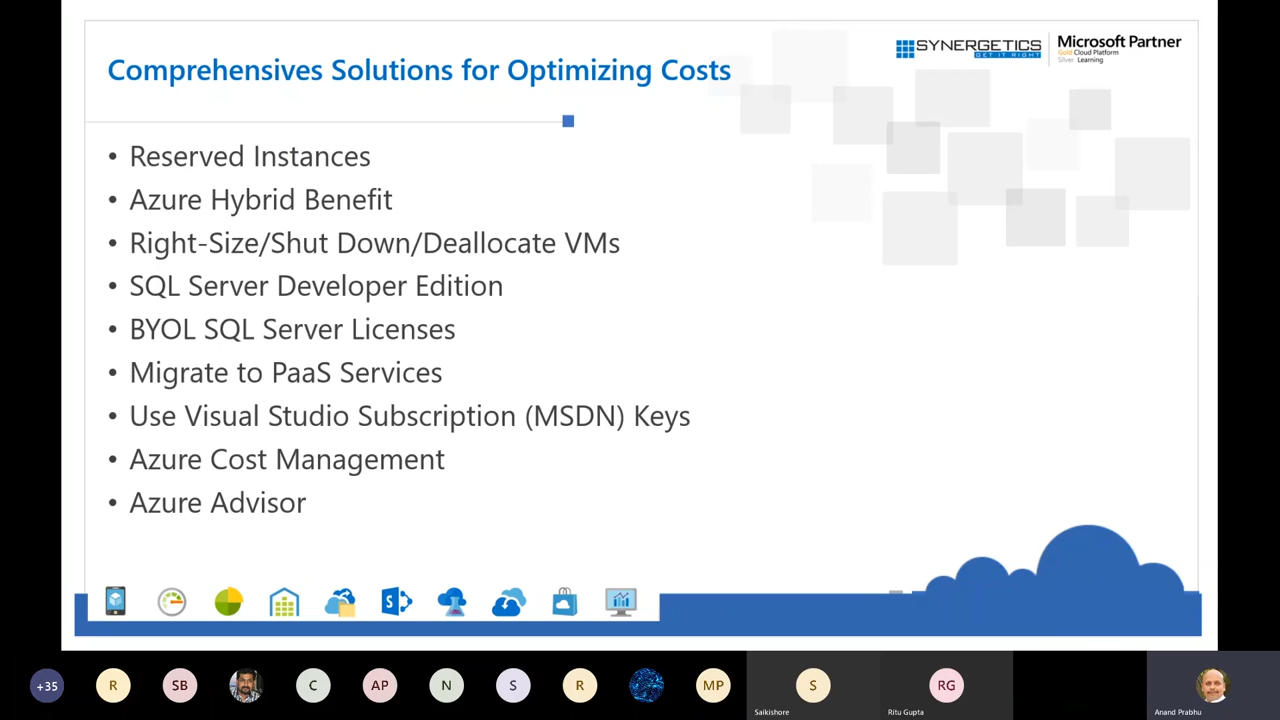 SYNERGETICS
GET IT RIGHT
Microsoft Partner
Gold Cloud Platform
Silver Learning
Comprehensives Solutions for Optimizing Costs
• Reserved Instances
• Azure Hybrid Benefit
• Right-Size/Shut Down/Deallocate VMs
• SQL Server Developer Edition
• BYOL SQL Server Licenses
• Migrate to PaaS Services
• Use Visual Studio Subscription (MSDN) Keys
• Azure Cost Management
• Azure Advisor
S
+35
R
SB
C
AP
N
S
R
MP
S
RG
Saikishore
Ritu Gupta
Anand Prabhu